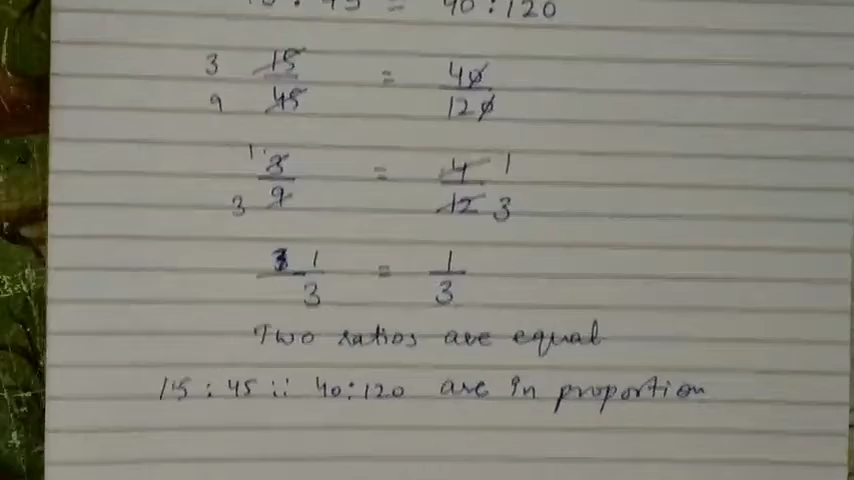 15 : 45 = 40 : 120
3 15 = 40
9 45 120
1 3 = 4 1
3 9 12 3
1 = 1
3 3
Two ratios are equal
15 : 45 :: 40 : 120 are in proportion